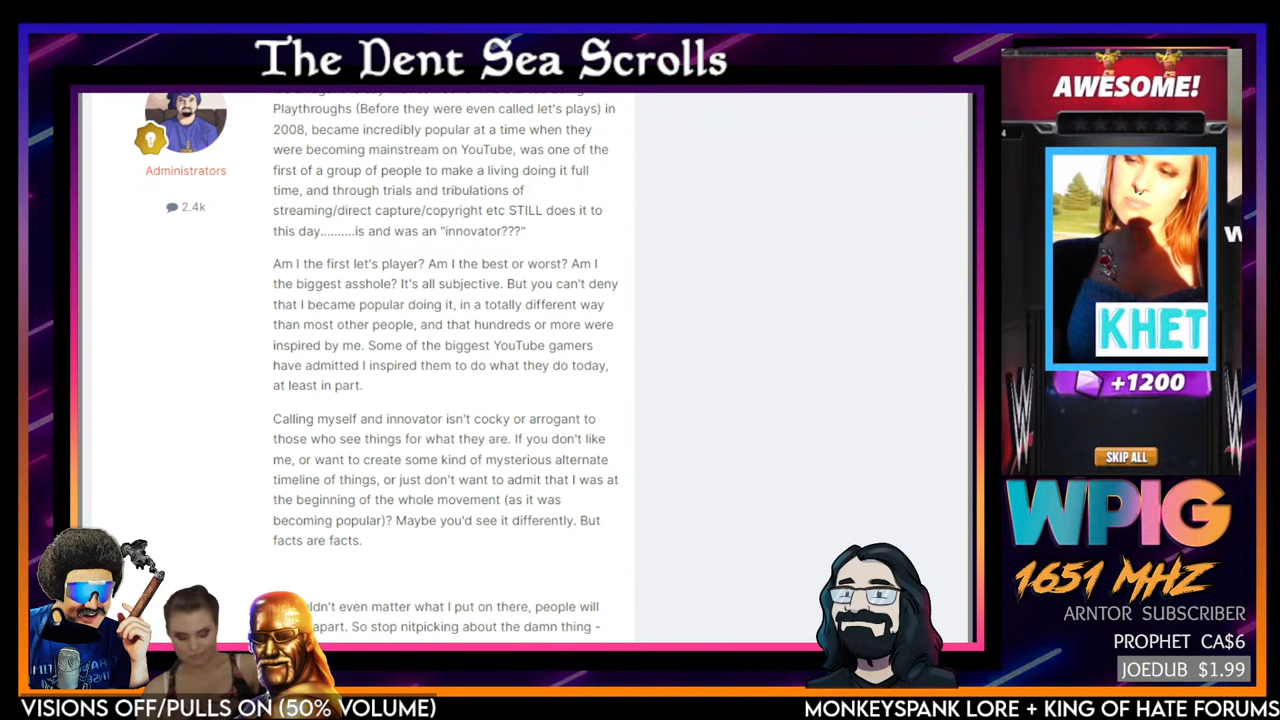 The Dent Sea Scrolls
Playthroughs (Before they were even called let's plays) in
2008, became incredibly popular at a time when they
were becoming mainstream on YouTube, was one of the
first of a group of people to make a living doing it full
time, and through trials and tribulations of
streaming/direct capture/copyright etc STILL does it to
this day..........is and was an "innovator???"
Administrators
2.4k
Am I the first let's player? Am I the best or worst? Am I
the biggest asshole? It's all subjective. But you can't deny
that I became popular doing it, in a totally different way
than most other people, and that hundreds or more were
inspired by me. Some of the biggest YouTube gamers
have admitted I inspired them to do what they do today,
at least in part.
Calling myself and innovator isn't cocky or arrogant to
those who see things for what they are. If you don't like
me, or want to create some kind of mysterious alternate
timeline of things, or just don't want to admit that I was at
the beginning of the whole movement (as it was
becoming popular)? Maybe you'd see it differently. But
facts are facts.
even matter what I put on there, people will
apart. So stop nitpicking about the damn thing -
AWESOME!
KHET
+1200
SKIP ALL
WPIG
1651 MHZ
ARNTOR SUBSCRIBER
PROPHET CA$6
JOEDUB $1.99
VISIONS OFF/PULLS ON (50% VOLUME)
MONKEYSPANK LORE + KING OF HATE FORUMS